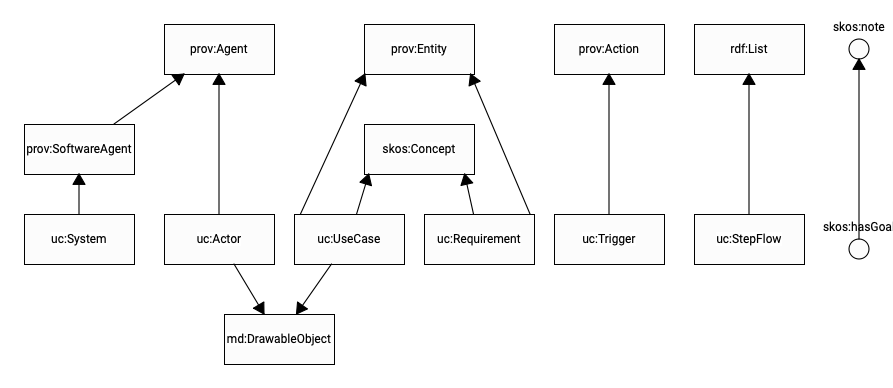 skos:note
prov:Agent
prov:Entity
prov:Action
rdf:List
prov:SoftwareAgent
skos:Concept
uc:System
uc:Actor
uc:UseCase
uc:Requirement
uc:Trigger
uc:StepFlow
skos:hasGoal
md:DrawableObject